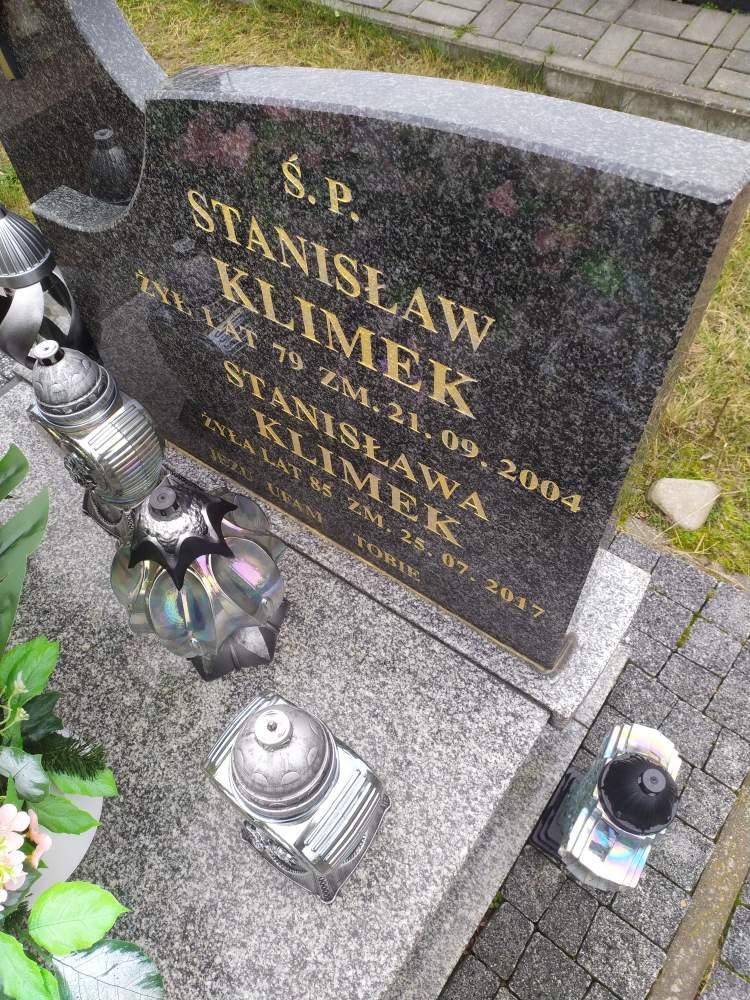 Ś. P.
STANISŁAW
KLIMEK
ŻYŁ LAT 79 ZM. 21. 09. 2004
STANISŁAWA
KLIMEK
ŻYŁA LAT 85 ZM. 25. 07. 2017
JEZU UFAM TOBIE